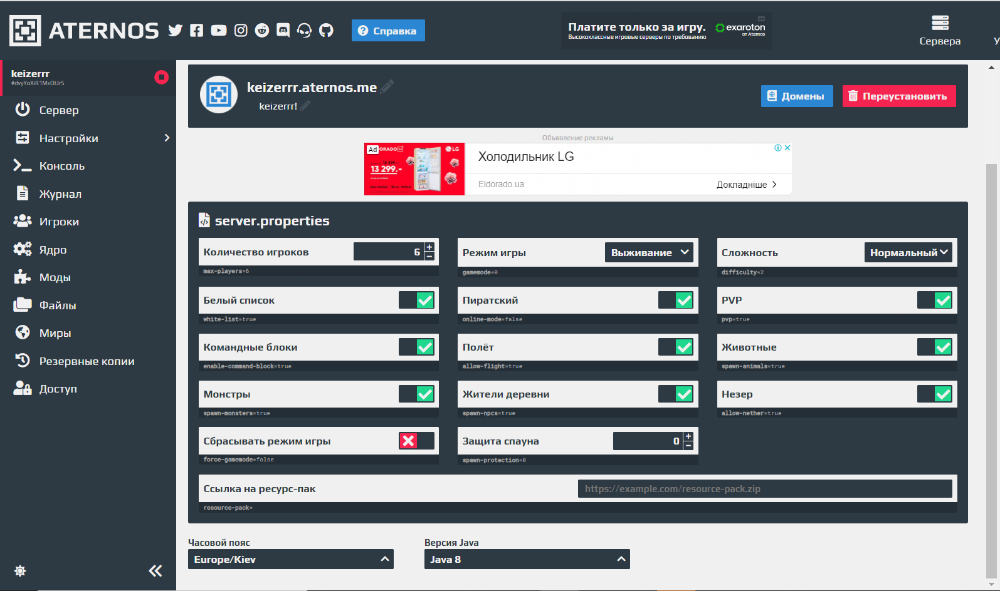 ATERNOS
Справка
Платите только за игру.
Высококлассные игровые серверы по требованию
exaroton
от Aternos
Сервера
У
keizerrr
#dvyYoXiR1MxQtJr5
Сервер
Настройки
Консоль
Журнал
Игроки
Ядро
Моды
Файлы
Миры
Резервные копии
Доступ
keizerrr.aternos.me
keizerrr!
Домены
Переустановить
Объявление рекламы
Ad
LG
13 299.-
Холодильник LG
Eldorado.ua
Докладніше
server.properties
Количество игроков 6
max-players=6
Режим игры Выживание
gamemode=0
Сложность Нормальный
difficulty=2
Белый список
white-list=true
Пиратский
online-mode=false
PVP
pvp=true
Командные блоки
enable-command-block=true
Полёт
allow-flight=true
Животные
spawn-animals=true
Монстры
spawn-monsters=true
Жители деревни
spawn-npcs=true
Незер
allow-nether=true
Сбрасывать режим игры
force-gamemode=false
Защита спауна 0
spawn-protection=0
Ссылка на ресурс-пак https://example.com/resource-pack.zip
resource-pack=
Часовой пояс
Europe/Kiev
Версия Java
Java 8